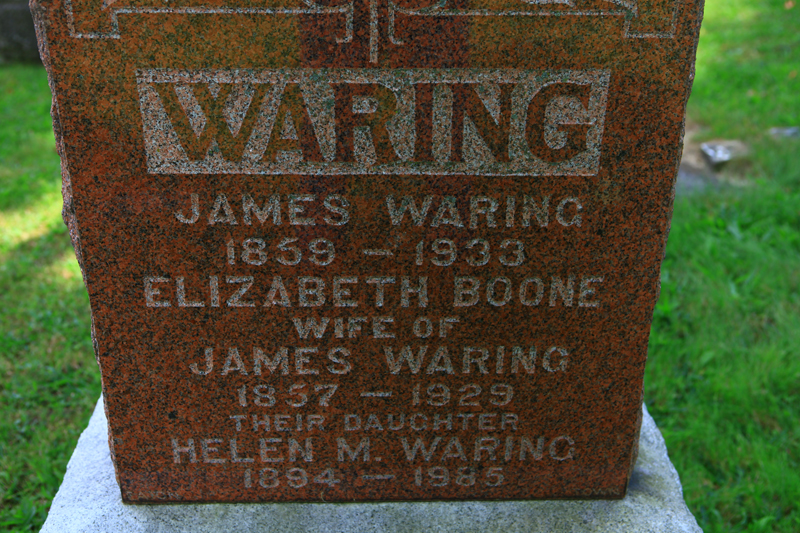 WARING
JAMES WARING
1859 – 1933
ELIZABETH BOONE
WIFE OF
JAMES WARING
1857 – 1929
THEIR DAUGHTER
HELEN M. WARING
1894 – 1985